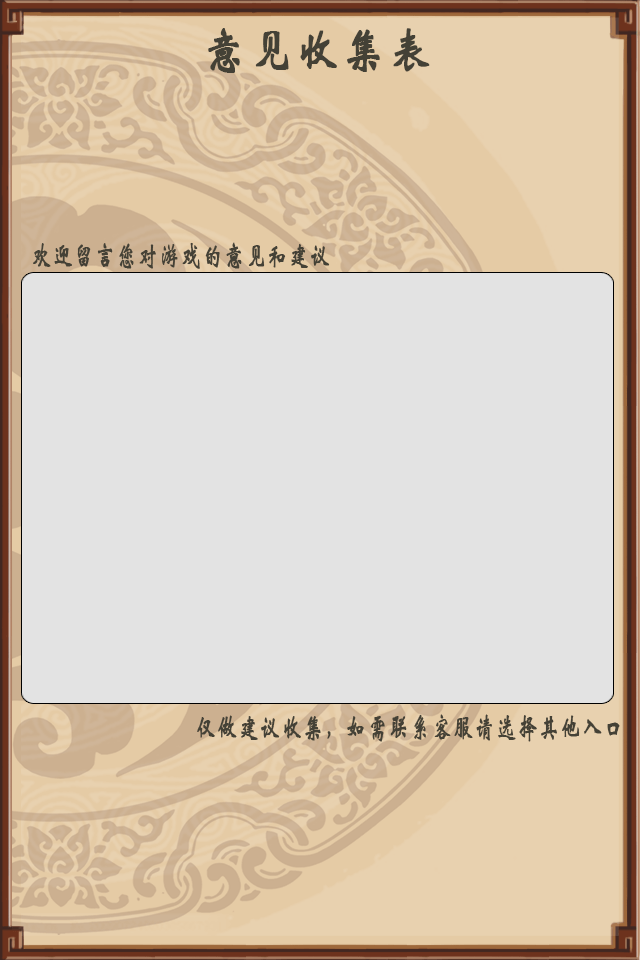 意见收集表
欢迎留言您对游戏的意见和建议
仅做建议收集，如需联系客服请选择其他入口